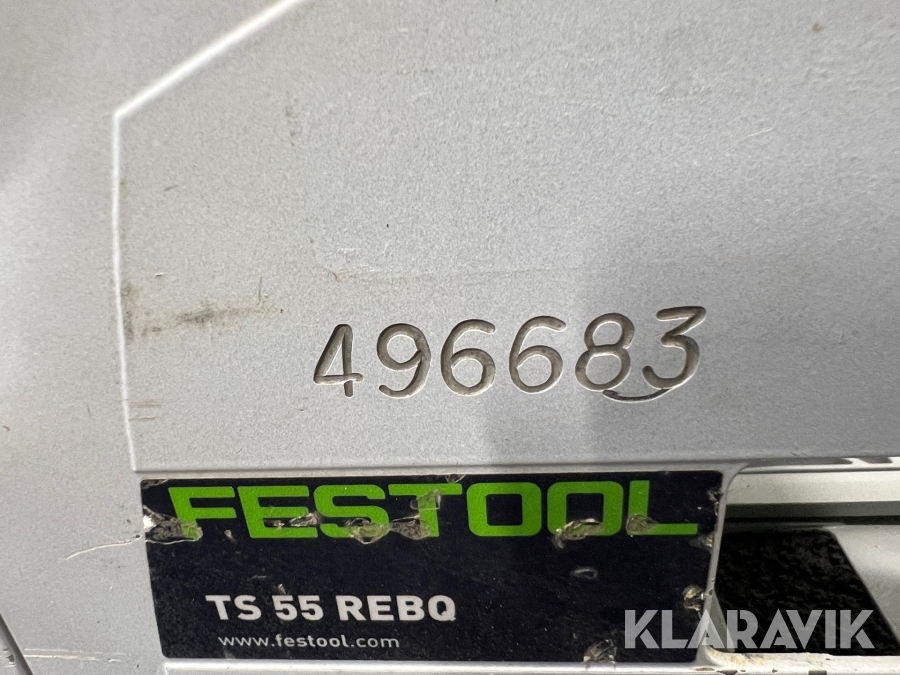 496683
FESTOOL
TS 55 REBQ
www.festool.com
KLARAVIK